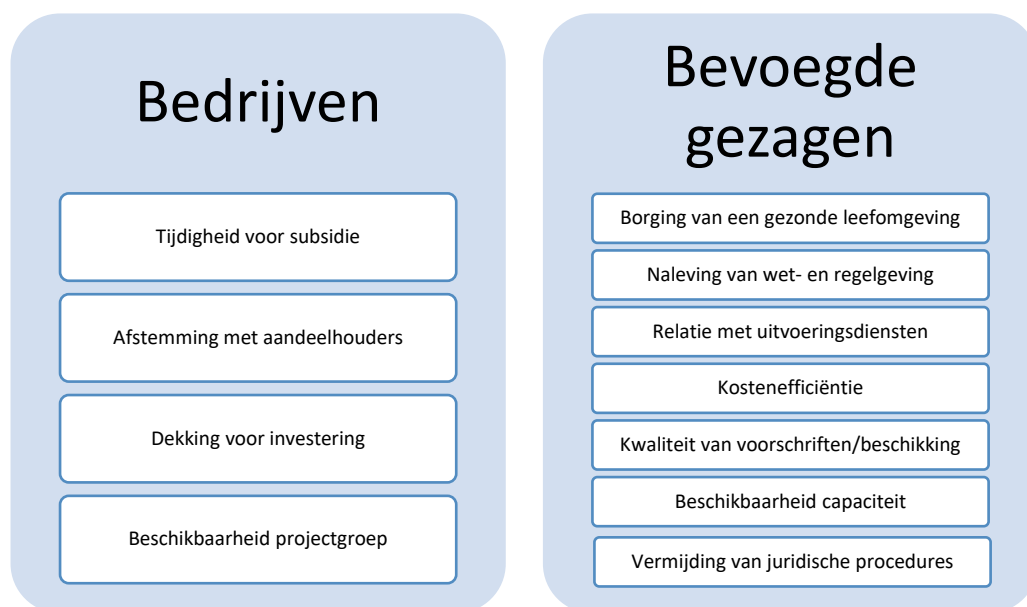 Bedrijven
Tijdigheid voor subsidie
Afstemming met aandeelhouders
Dekking voor investering
Beschikbaarheid projectgroep
Bevoegde
gezagen
Borging van een gezonde leefomgeving
Naleving van wet- en regelgeving
Relatie met uitvoeringsdiensten
Kostenefficiëntie
Kwaliteit van voorschriften/beschikking
Beschikbaarheid capaciteit
Vermijding van juridische procedures